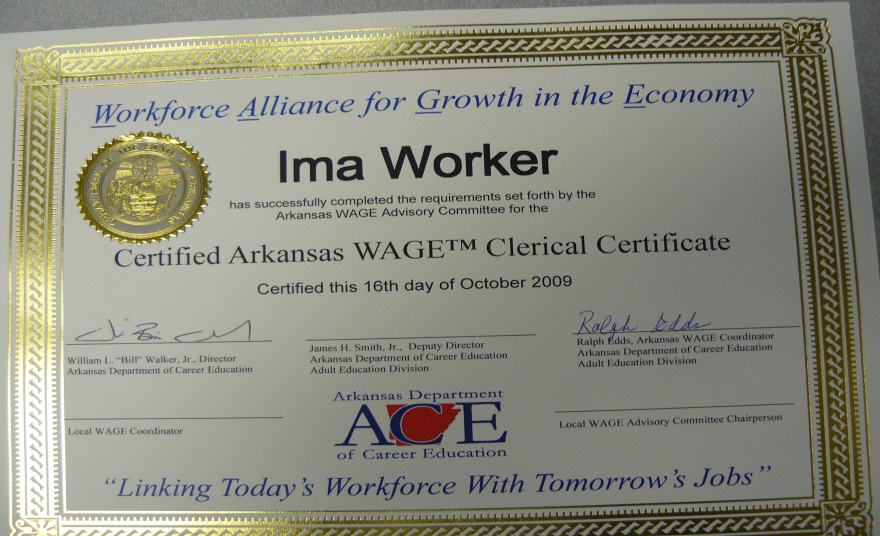 Workforce Alliance for Growth in the Economy
Ima Worker
has successfully completed the requirements set forth by the
Arkansas WAGE Advisory Committee for the
Certified Arkansas WAGE™ Clerical Certificate
Certified this 16th day of October 2009
Ralph Edds
William L. “Bill” Walker, Jr., Director
Arkansas Department of Career Education
James H. Smith, Jr., Deputy Director
Arkansas Department of Career Education
Adult Education Division
Ralph Edds, Arkansas WAGE Coordinator
Arkansas Department of Career Education
Adult Education Division
Local WAGE Coordinator
Arkansas Department
ACE
of Career Education
Local WAGE Advisory Committee Chairperson
“Linking Today’s Workforce With Tomorrow’s Jobs”